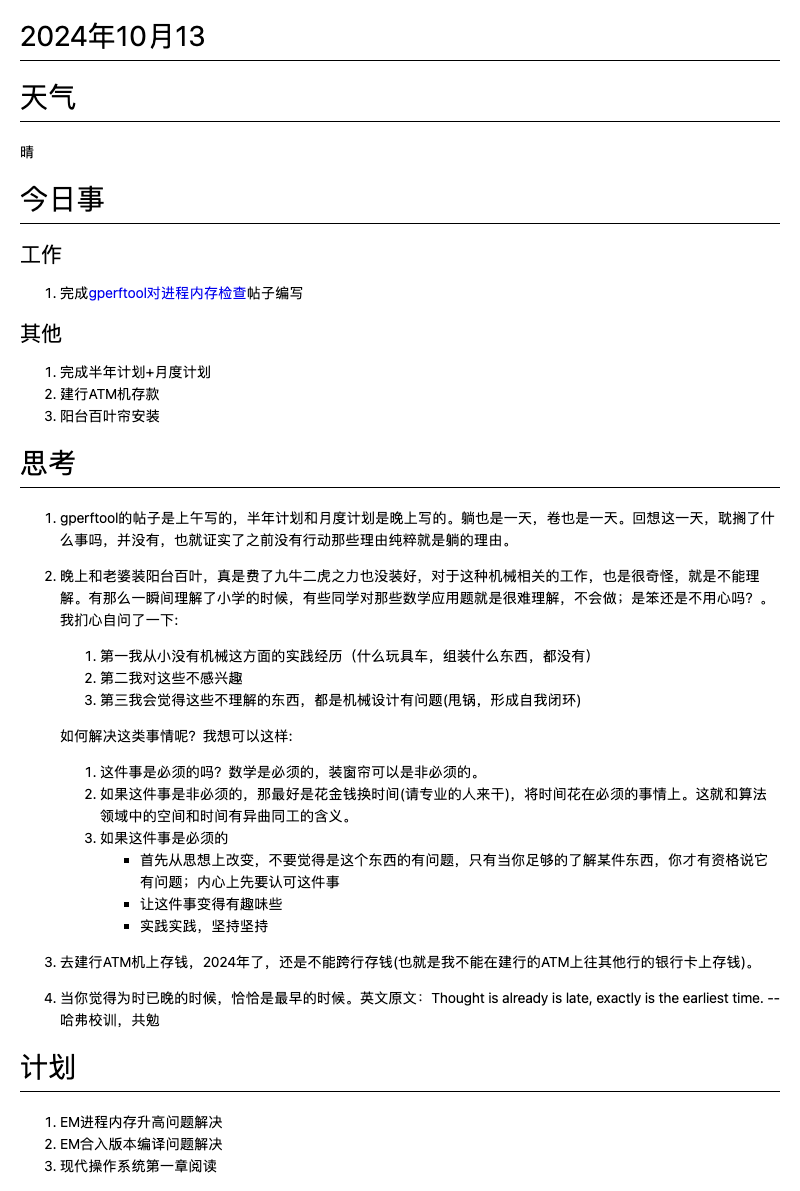 2024年10月13
天气
晴
今日事
工作
1. 完成gperftool对进程内存检查帖子编写
其他
1. 完成半年计划+月度计划
2. 建行ATM机存款
3. 阳台百叶帘安装
思考
1. gperftool的帖子是上午写的，半年计划和月度计划是晚上写的。躺也是一天，卷也是一天。回想这一天，耽搁了什
么事吗，并没有，也就证实了之前没有行动那些理由纯粹就是躺的理由。
2. 晚上和老婆装阳台百叶，真是费了九牛二虎之力也没装好，对于这种机械相关的工作，也是很奇怪，就是不能理
解。有那么一瞬间理解了小学的时候，有些同学对那些数学应用题就是很难理解，不会做；是笨还是不用心吗？。
我扪心自问了一下:
1. 第一我从小没有机械这方面的实践经历（什么玩具车，组装什么东西，都没有）
2. 第二我对这些不感兴趣
3. 第三我会觉得这些不理解的东西，都是机械设计有问题(甩锅，形成自我闭环)
如何解决这类事情呢？我想可以这样:
1. 这件事是必须的吗？数学是必须的，装窗帘可以是非必须的。
2. 如果这件事是非必须的，那最好是花金钱换时间(请专业的人来干)，将时间花在必须的事情上。这就和算法
领域中的空间和时间有异曲同工的含义。
3. 如果这件事是必须的
▪ 首先从思想上改变，不要觉得是这个东西的有问题，只有当你足够的了解某件东西，你才有资格说它
有问题；内心上先要认可这件事
▪ 让这件事变得有趣味些
▪ 实践实践，坚持坚持
3. 去建行ATM机上存钱，2024年了，还是不能跨行存钱(也就是我不能在建行的ATM上往其他行的银行卡上存钱)。
4. 当你觉得为时已晚的时候，恰恰是最早的时候。英文原文：Thought is already is late, exactly is the earliest time. --
哈弗校训，共勉
计划
1. EM进程内存升高问题解决
2. EM合入版本编译问题解决
3. 现代操作系统第一章阅读